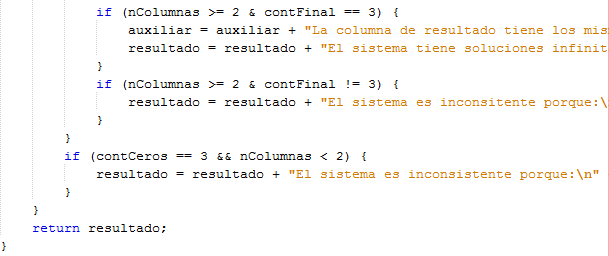 if (nColumnas >= 2 & contFinal == 3) {
auxiliar = auxiliar + "La columna de resultado tiene los mis
resultado = resultado + "El sistema tiene soluciones infinit
}
if (nColumnas >= 2 & contFinal != 3) {
resultado = resultado + "El sistema es inconsitente porque:\
}
}
if (contCeros == 3 && nColumnas < 2) {
resultado = resultado + "El sistema es inconsistente porque:\n"
}
}
return resultado;
}